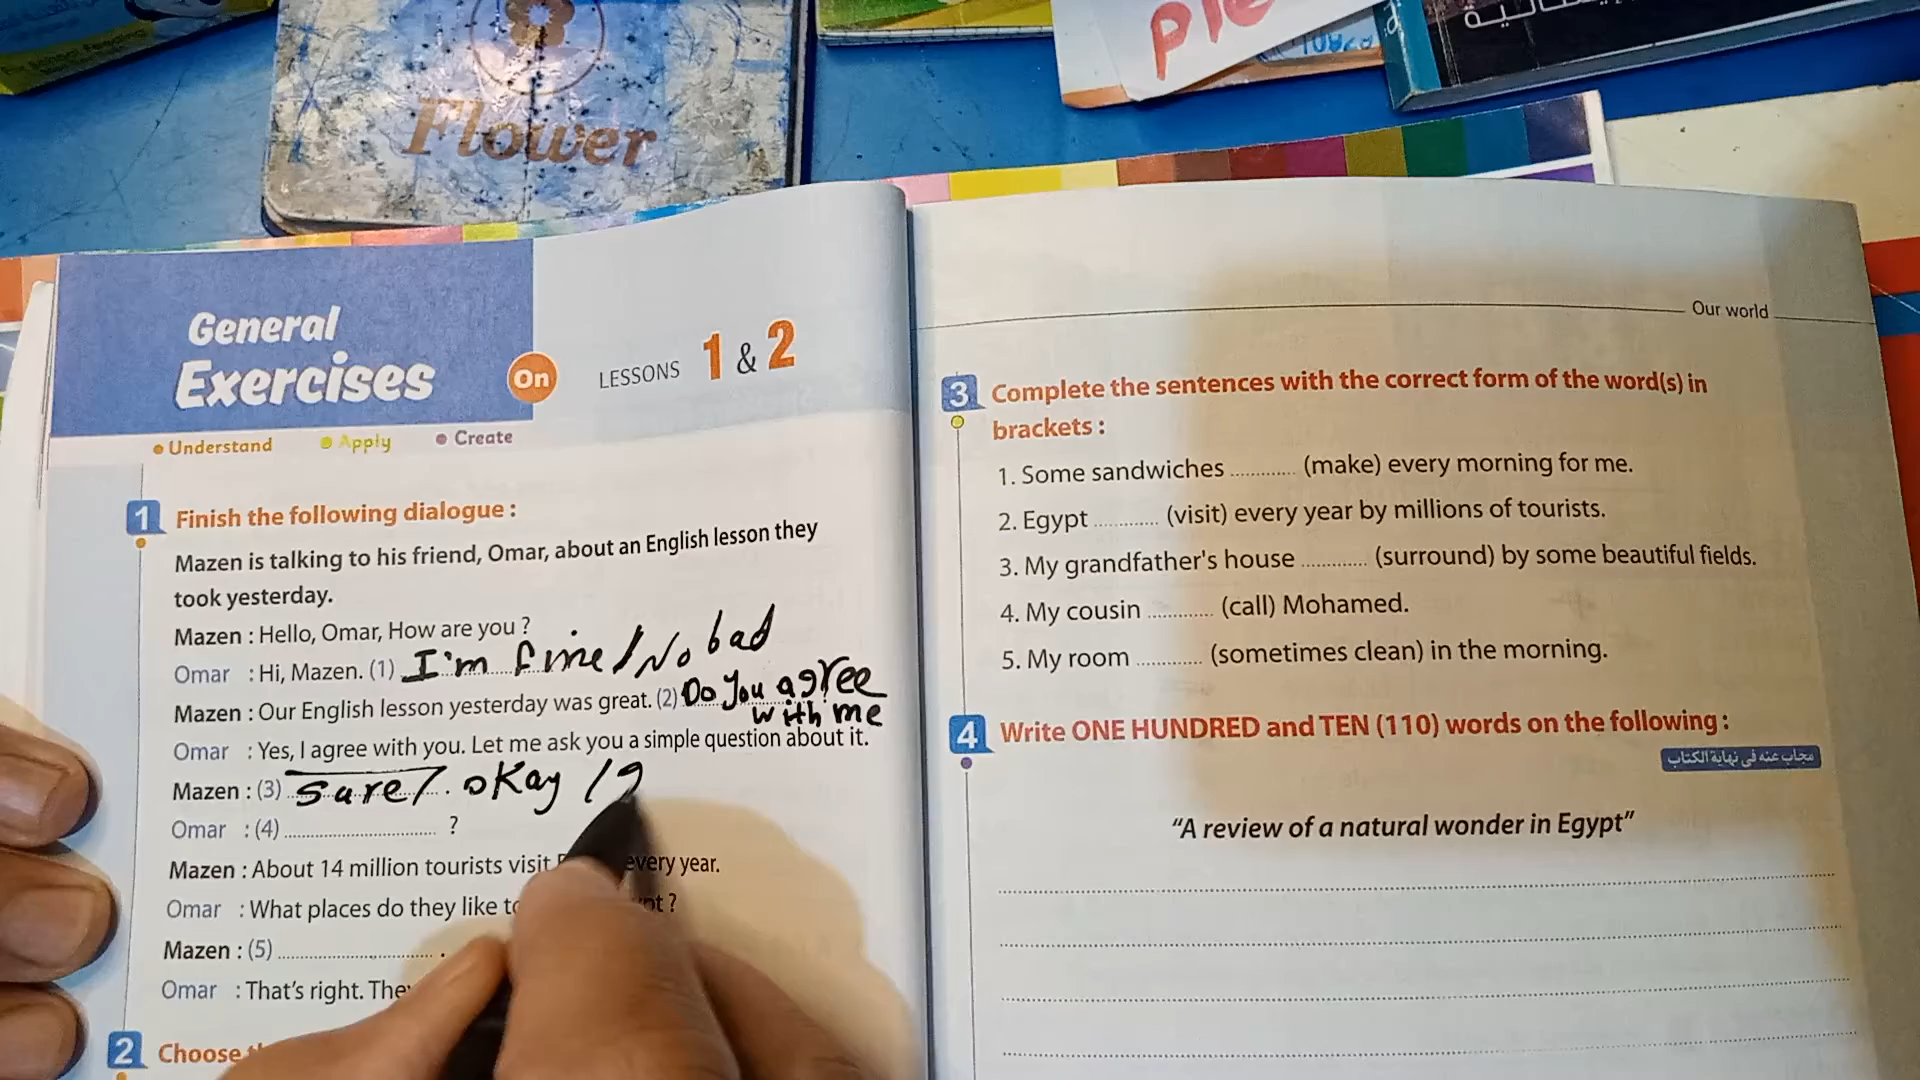 Flower
ple
General
Exercises
On
LESSONS 1 & 2
Understand Apply Create
1 Finish the following dialogue :
Mazen is talking to his friend, Omar, about an English lesson they
took yesterday.
Mazen : Hello, Omar, How are you ?
Omar : Hi, Mazen. (1) I'm fine / No bad
Mazen : Our English lesson yesterday was great. (2) Do you agree
with me
Omar : Yes, I agree with you. Let me ask you a simple question about it.
Mazen : (3) Sure / okay /
Omar : (4) ............ ?
Mazen : About 14 million tourists visit every year.
Omar : What places do they like ?
Mazen : (5) ............ .
Omar : That's right.
2 Choose
Our world
3 Complete the sentences with the correct form of the word(s) in
brackets :
1. Some sandwiches ............ (make) every morning for me.
2. Egypt ............ (visit) every year by millions of tourists.
3. My grandfather's house ............ (surround) by some beautiful fields.
4. My cousin ............ (call) Mohamed.
5. My room ............ (sometimes clean) in the morning.
4 Write ONE HUNDRED and TEN (110) words on the following :
مجاب عنه في نهاية الكتاب
"A review of a natural wonder in Egypt"